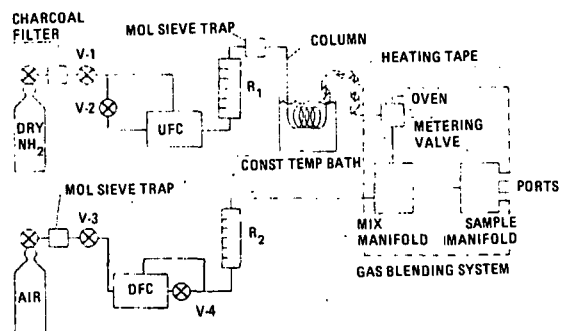 CHARCOAL
FILTER
V-1
MOL SIEVE TRAP
COLUMN
HEATING TAPE
R1
OVEN
METERING
VALVE
V-2
DRY
NH2
UFC
CONST TEMP BATH
MOL SIEVE TRAP
V-3
PORTS
R2
MIX
MANIFOLD
SAMPLE
MANIFOLD
AIR
DFC
V-4
GAS BLENDING SYSTEM